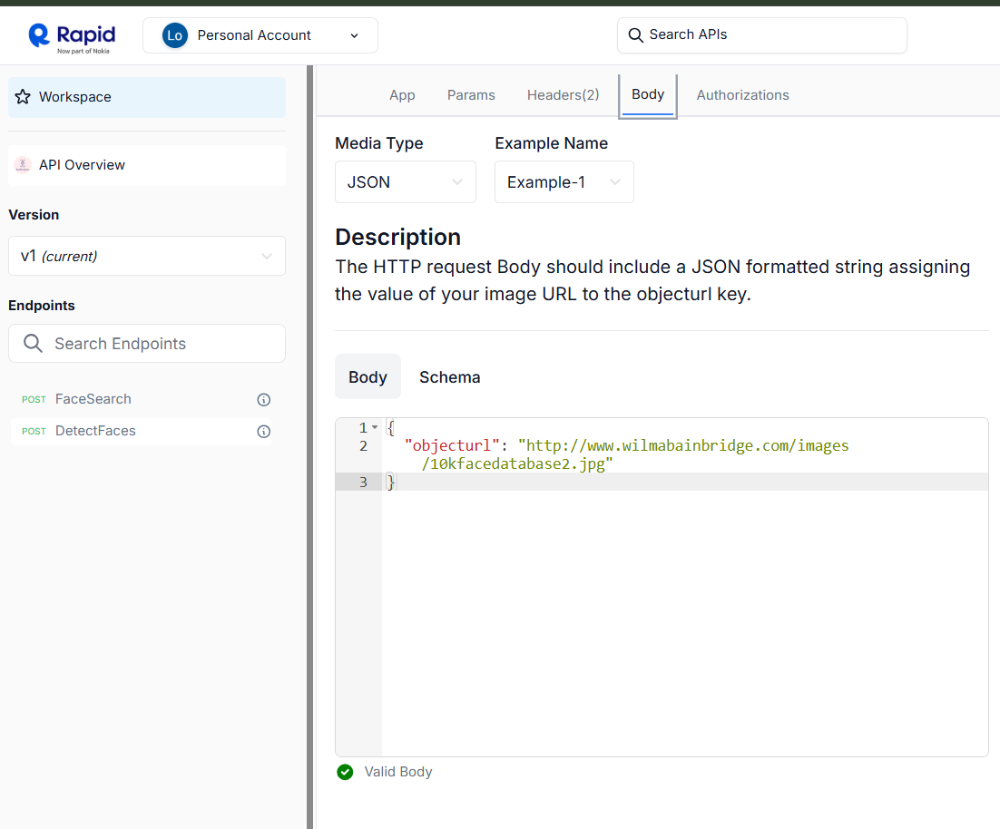 Rapid
Now part of Nokia
Lo Personal Account
Search APIs
Workspace
API Overview
Version
v1 (current)
Endpoints
Search Endpoints
POST FaceSearch
POST DetectFaces
App Params Headers(2) Body Authorizations
Media Type Example Name
JSON Example-1
Description
The HTTP request Body should include a JSON formatted string assigning
the value of your image URL to the objecturl key.
Body Schema
1 {
2 "objecturl": "http://www.wilmabainbridge.com/images
/10kfacedatabase2.jpg"
3 }
Valid Body